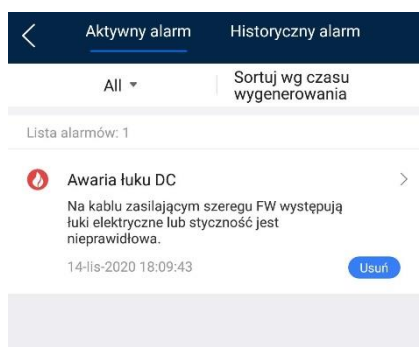 Aktywny alarm Historyczny alarm
All Sortuj wg czasu
wygenerowania
Lista alarmów: 1
Awaria łuku DC
Na kablu zasilającym szeregu FW występują
łuki elektryczne lub styczność jest
nieprawidłowa.
14-lis-2020 18:09:43 Usuń